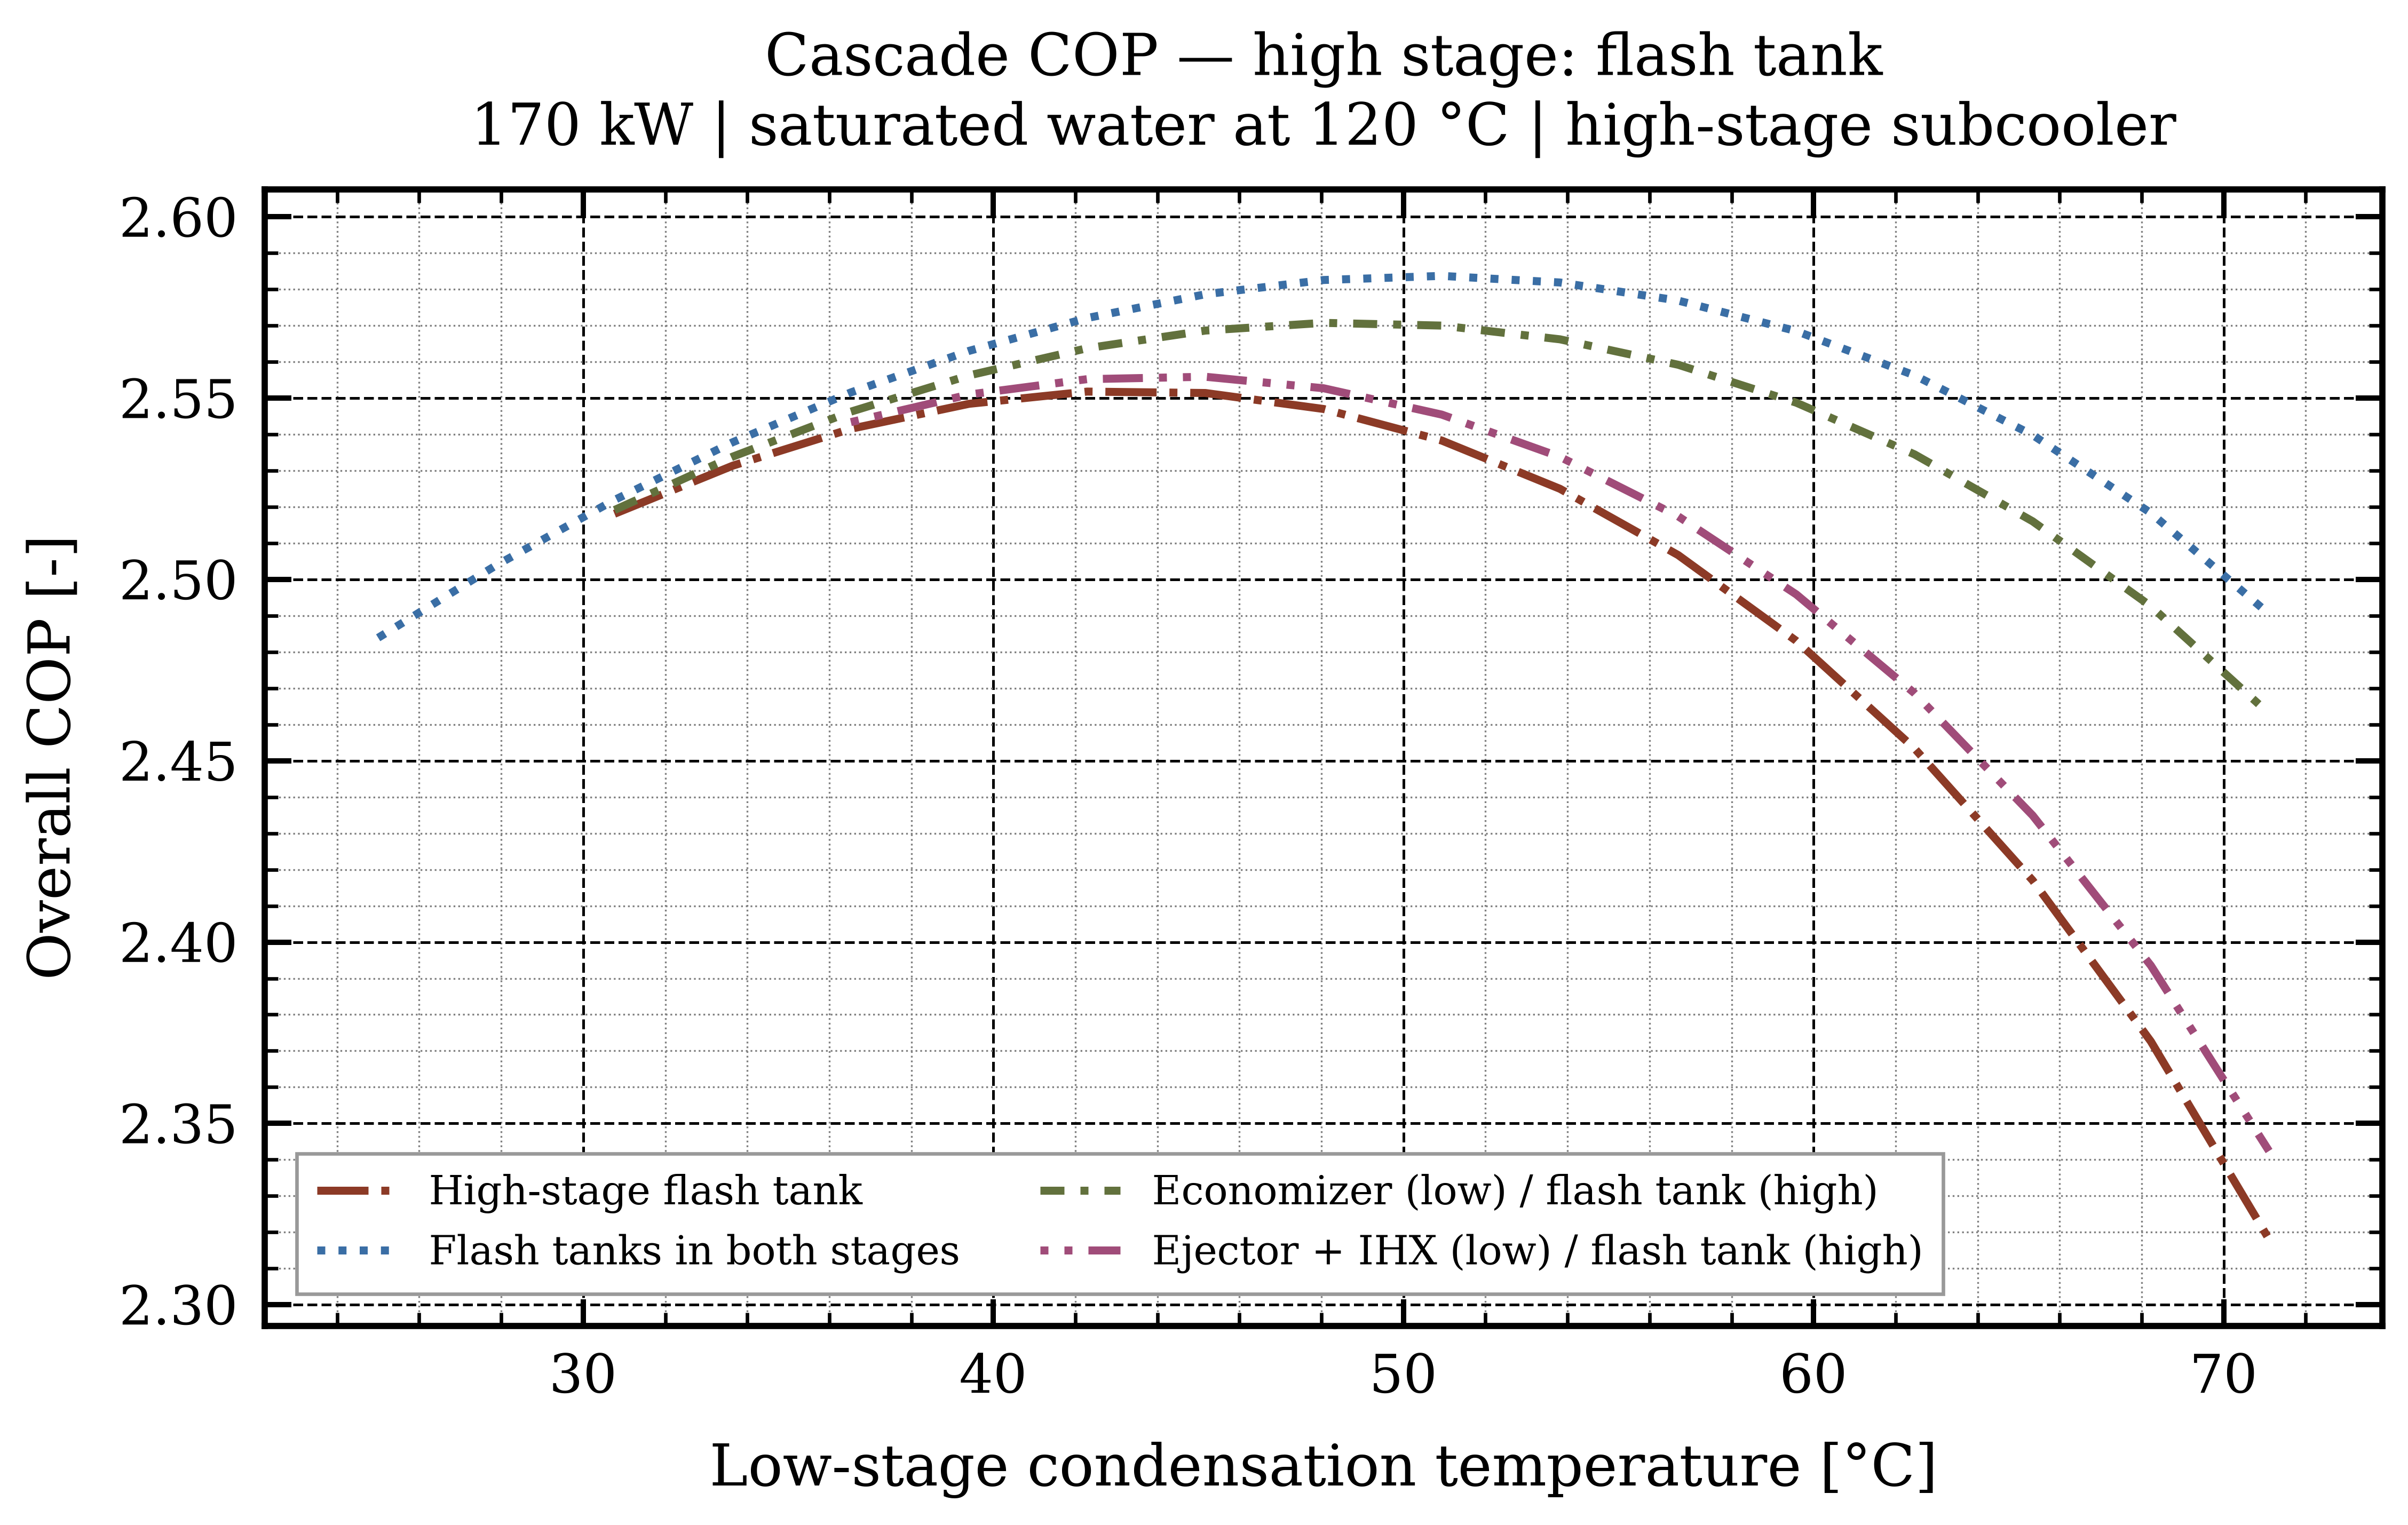 Cascade COP — high stage: flash tank
170 kW | saturated water at 120 °C | high-stage subcooler
Overall COP [-]
2.60
2.55
2.50
2.45
2.40
2.35
2.30
High-stage flash tank
Flash tanks in both stages
Economizer (low) / flash tank (high)
Ejector + IHX (low) / flash tank (high)
30 40 50 60 70
Low-stage condensation temperature [°C]